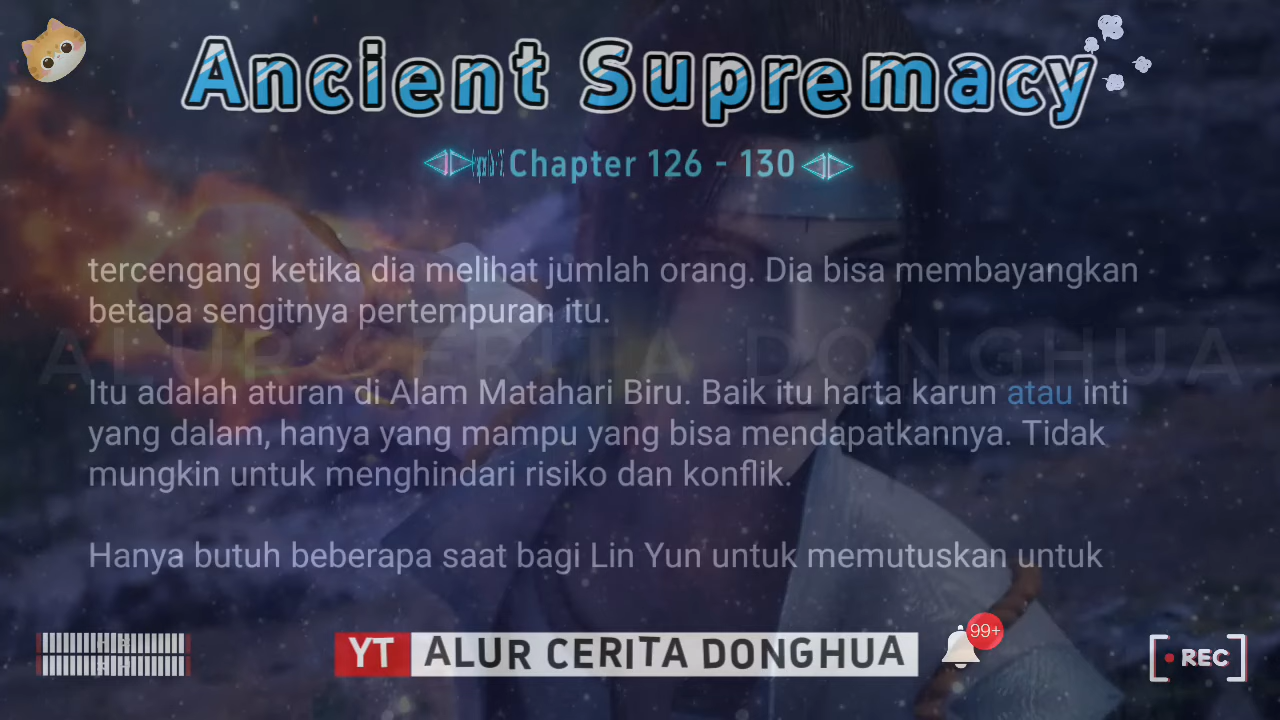 Ancient Supremacy
Chapter 126 - 130
tercengang ketika dia melihat jumlah orang. Dia bisa membayangkan
betapa sengitnya pertempuran itu.
ALUR CERITA DONGHUA
Itu adalah aturan di Alam Matahari Biru. Baik itu harta karun atau inti
yang dalam, hanya yang mampu yang bisa mendapatkannya. Tidak
mungkin untuk menghindari risiko dan konflik.
Hanya butuh beberapa saat bagi Lin Yun untuk memutuskan untuk
YT ALUR CERITA DONGHUA
99+
REC